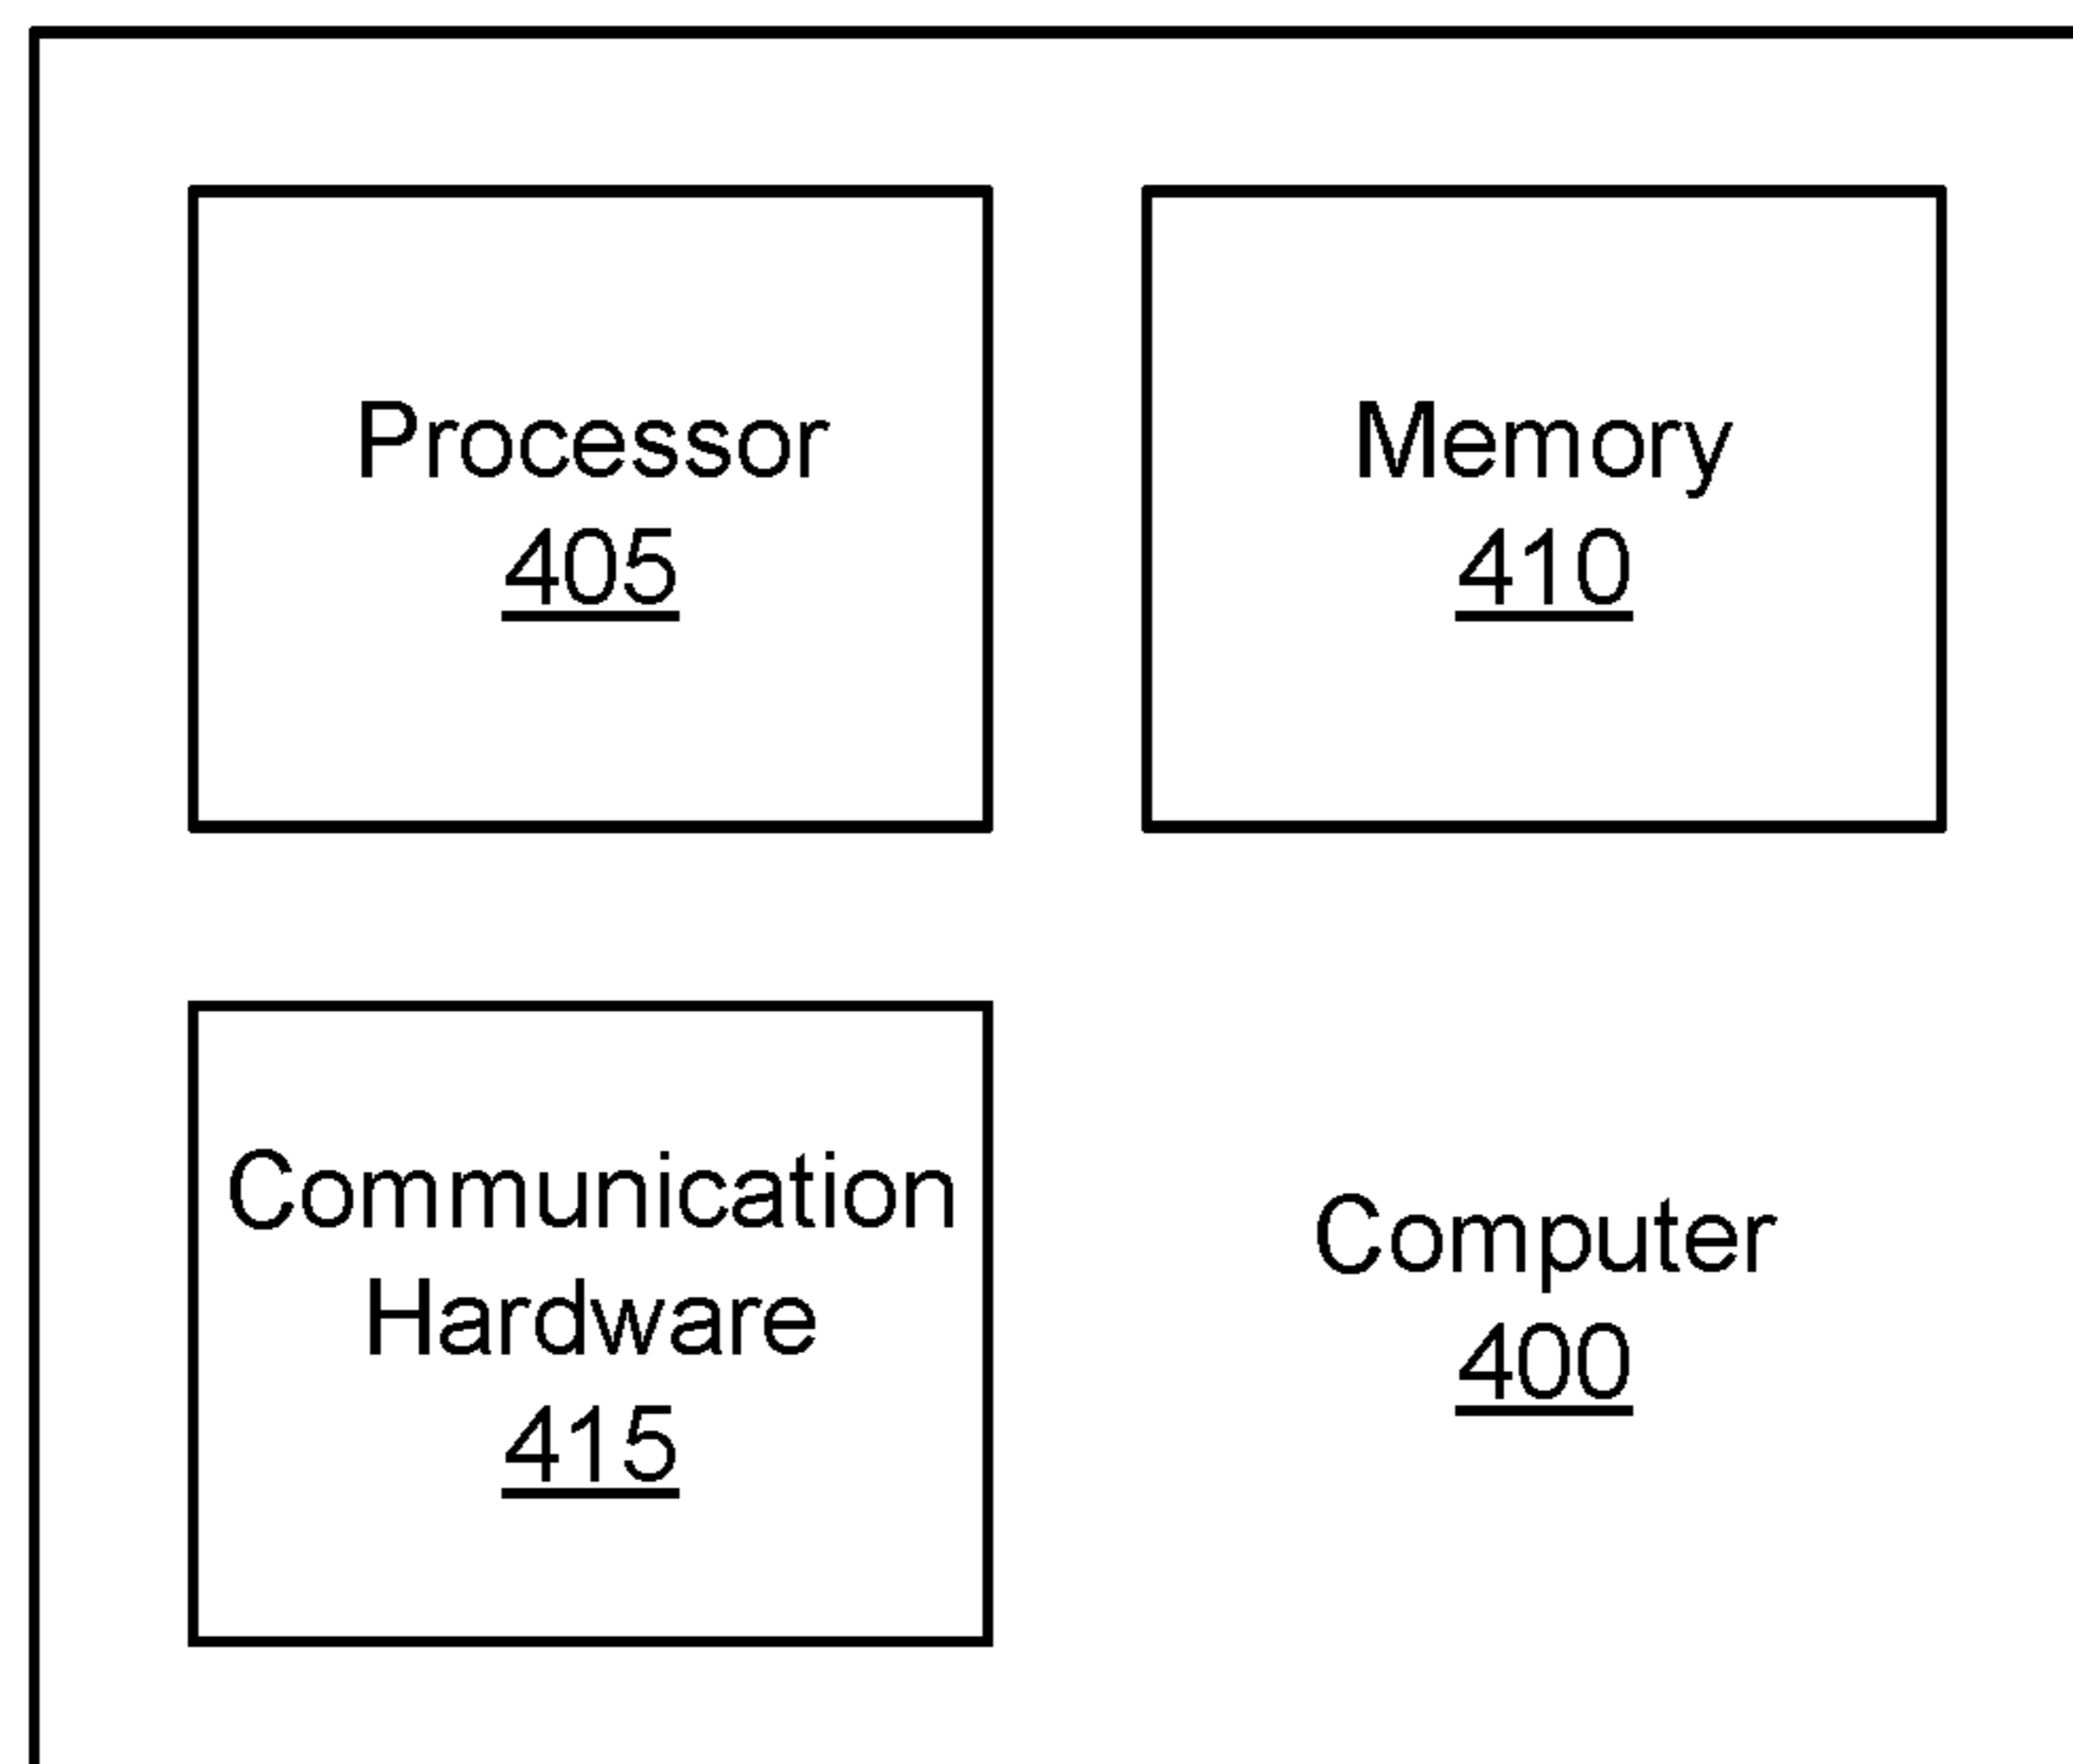 Processor
405
Memory
410
Communication
Hardware
415
Computer
400